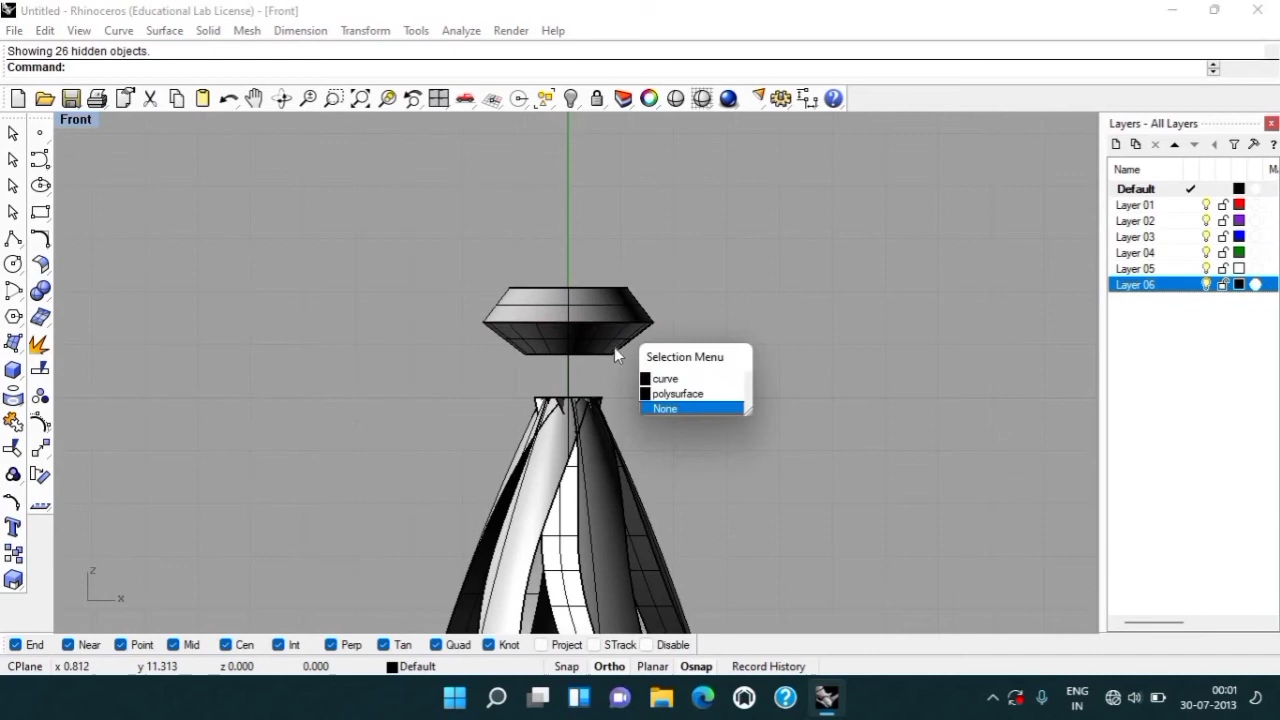 Untitled - Rhinoceros (Educational Lab License) - [Front]
File Edit View Curve Surface Solid Mesh Dimension Transform Tools Analyze Render Help
Showing 26 hidden objects.
Command:
Front
Layers - All Layers
Name
Default
Layer 01
Layer 02
Layer 03
Layer 04
Layer 05
Layer 06
Selection Menu
curve
polysurface
None
z
x
End Near Point Mid Cen Int Perp Tan Quad Knot Project STrack Disable
CPlane x 0.812 y 11.313 z 0.000 0.000 Default Snap Ortho Planar Osnap Record History
ENG
IN
00:01
30-07-2013